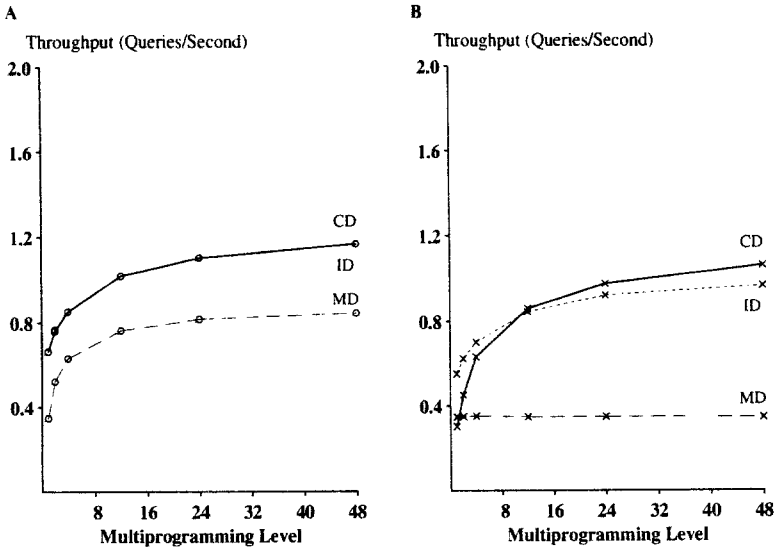 A
Throughput (Queries/Second)
2.0
1.6
1.2
0.8
0.4
CD
ID
MD
8 16 24 32 40 48
Multiprogramming Level
B
Throughput (Queries/Second)
2.0
1.6
1.2
0.8
0.4
CD
ID
MD
8 16 24 32 40 48
Multiprogramming Level